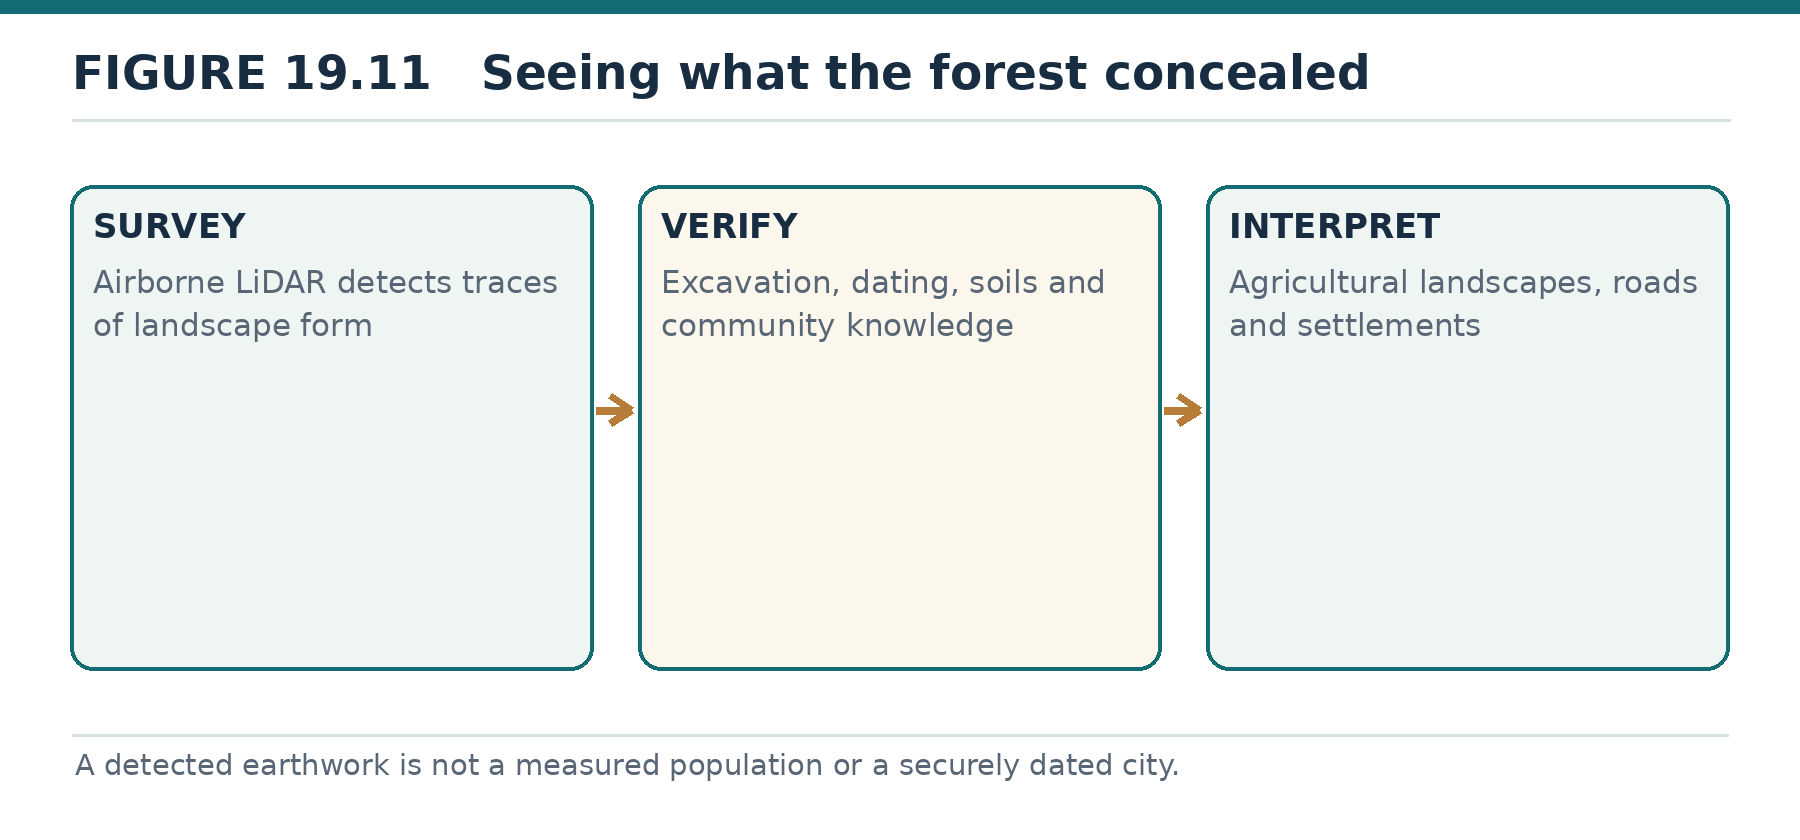 FIGURE 19.11 Seeing what the forest concealed
SURVEY
Airborne LiDAR detects traces
of landscape form
VERIFY
Excavation, dating, soils and
community knowledge
INTERPRET
Agricultural landscapes, roads
and settlements
A detected earthwork is not a measured population or a securely dated city.